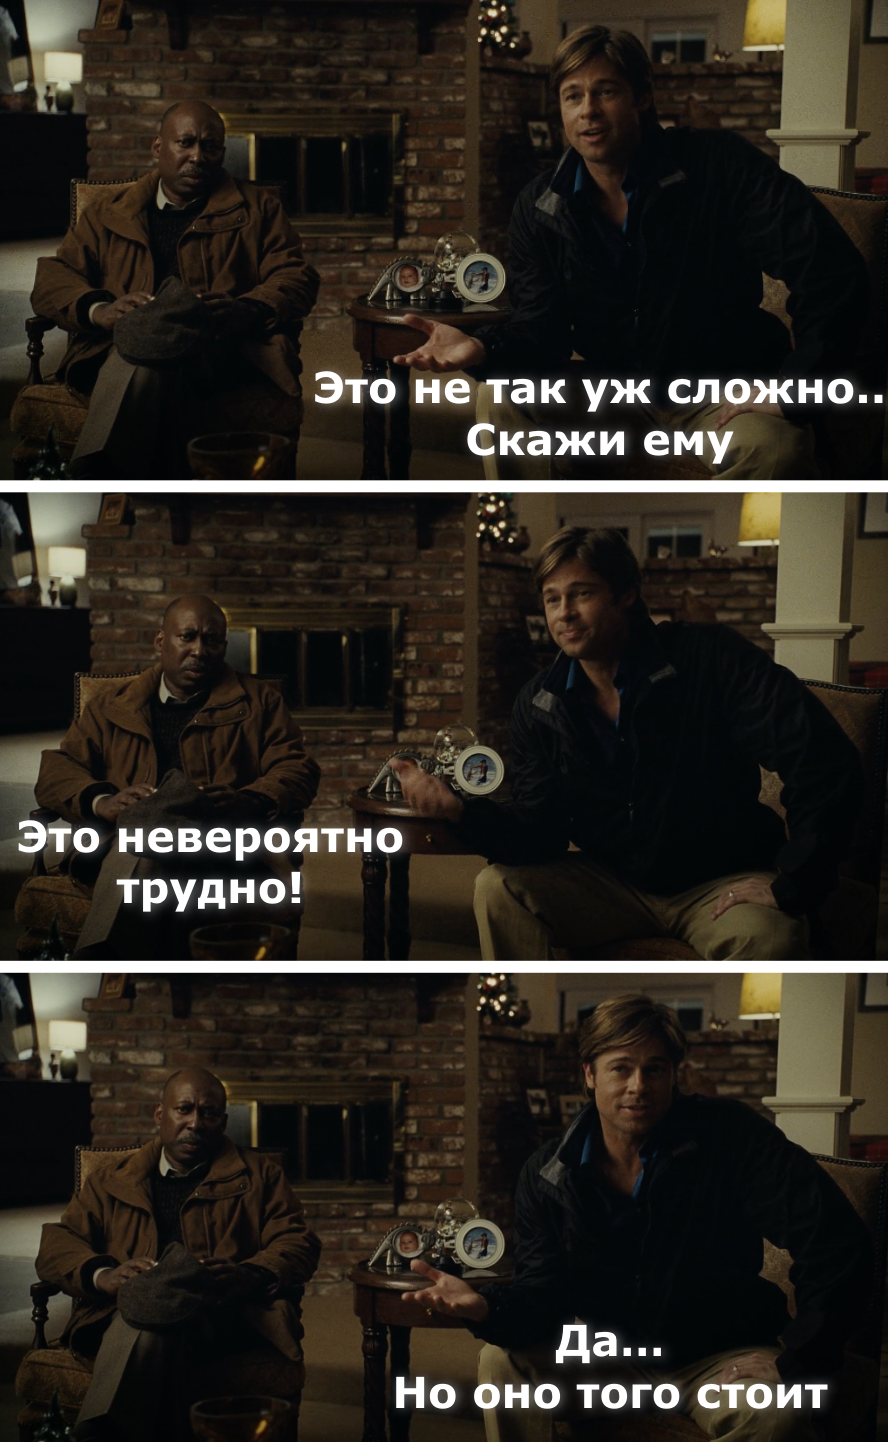 Это не так уж сложно..
Скажи ему
Это невероятно
трудно!
Да...
Но оно того стоит